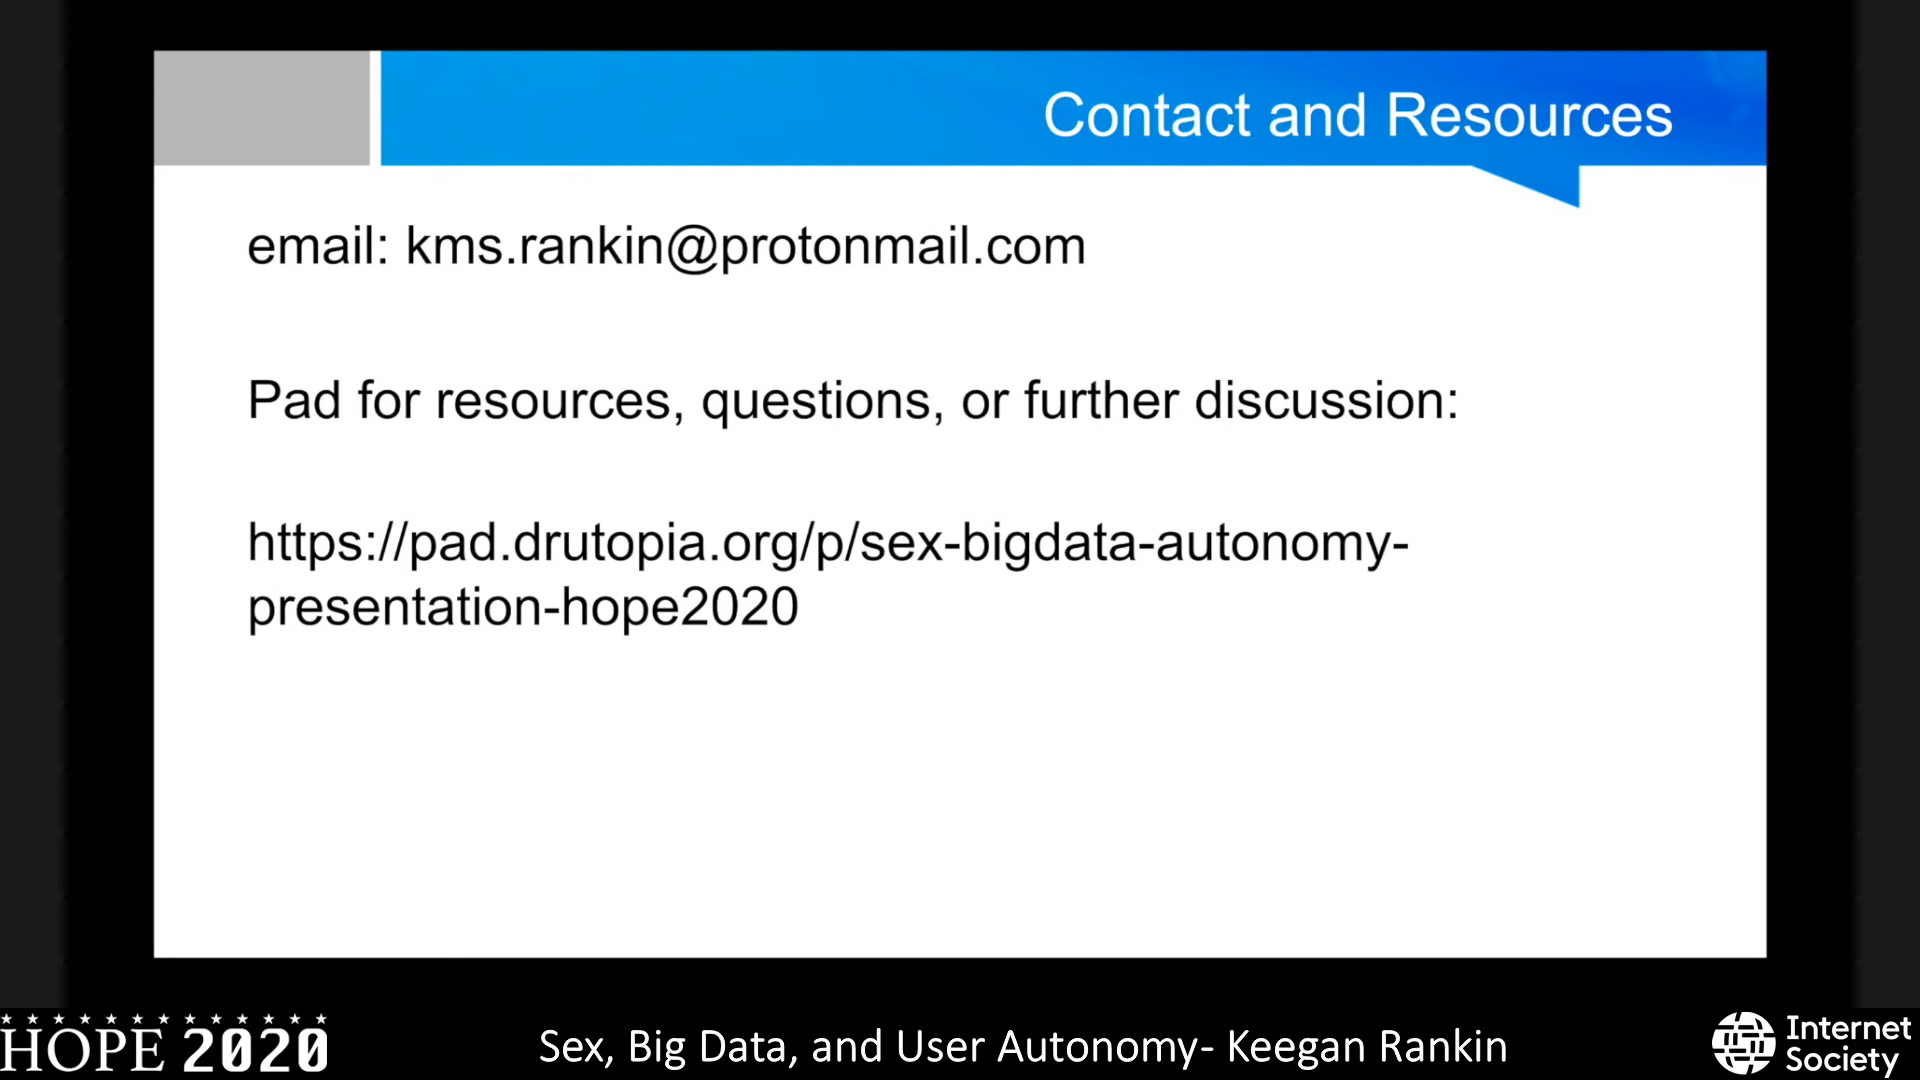 Contact and Resources
email: kms.rankin@protonmail.com
Pad for resources, questions, or further discussion:
https://pad.drutopia.org/p/sex-bigdata-autonomy-
presentation-hope2020
HOPE 2020
Sex, Big Data, and User Autonomy- Keegan Rankin
Internet
Society